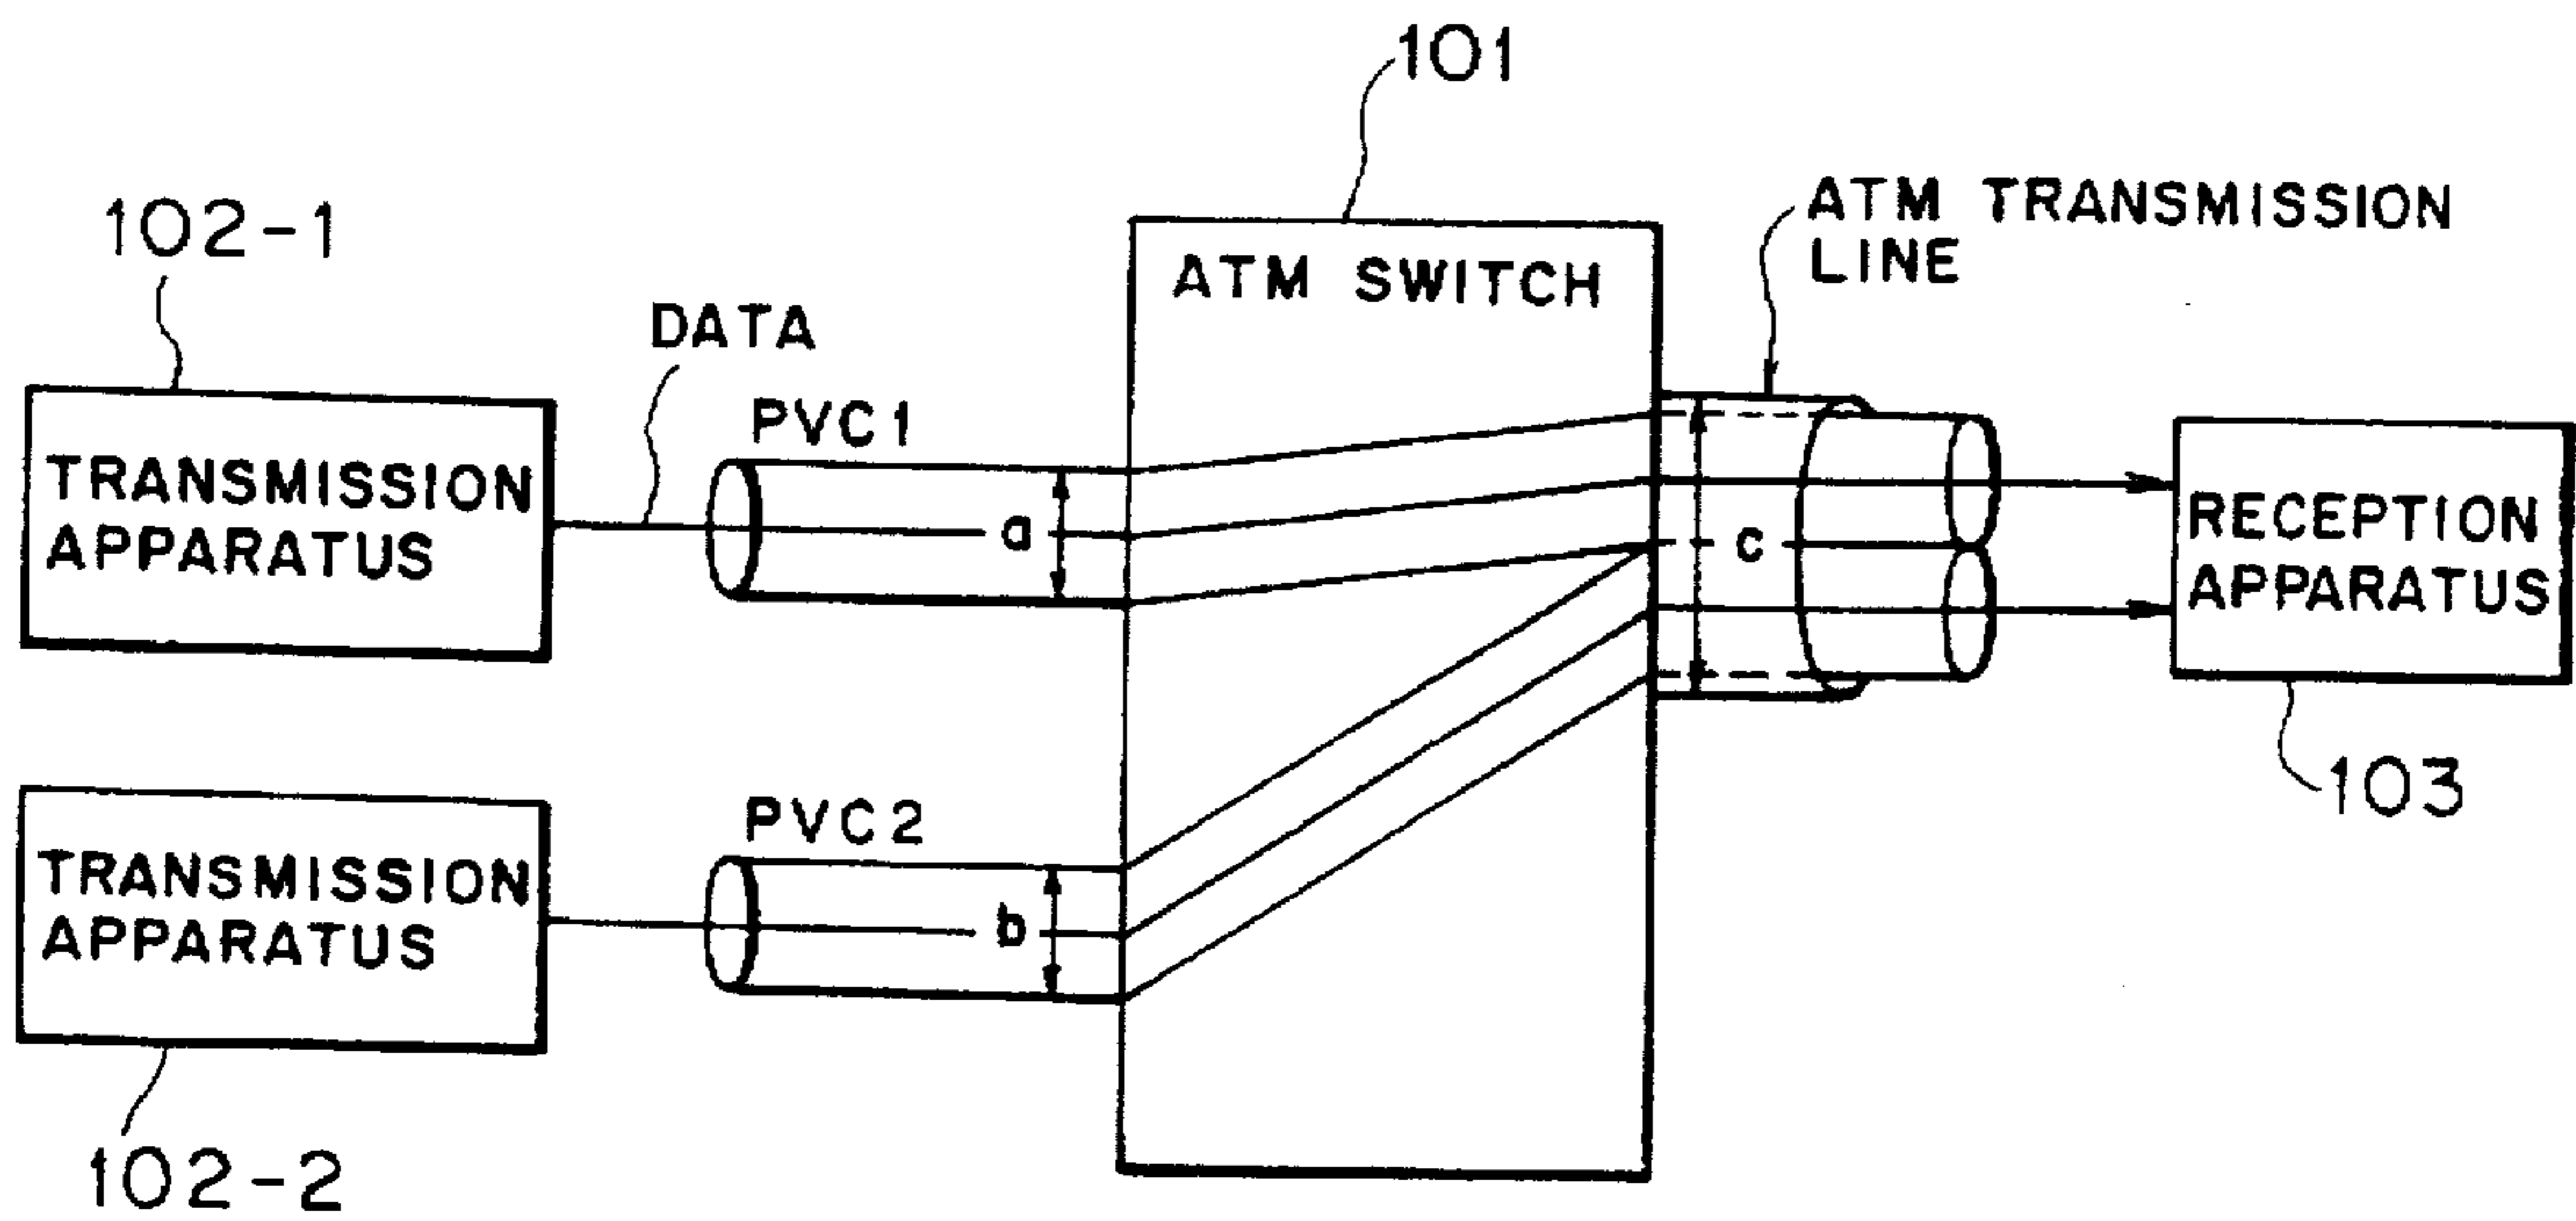 101
102-1
ATM TRANSMISSION
LINE
ATM SWITCH
DATA
PVC1
TRANSMISSION
APPARATUS
a
c
RECEPTION
APPARATUS
103
PVC2
TRANSMISSION
APPARATUS
b
102-2